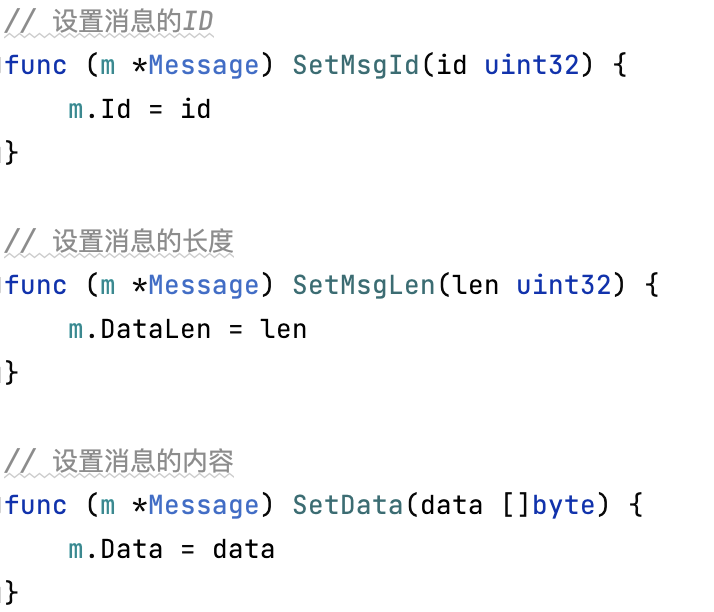 // 设置消息的ID
func (m *Message) SetMsgId(id uint32) {
m.Id = id
}
// 设置消息的长度
func (m *Message) SetMsgLen(len uint32) {
m.DataLen = len
}
// 设置消息的内容
func (m *Message) SetData(data []byte) {
m.Data = data
}